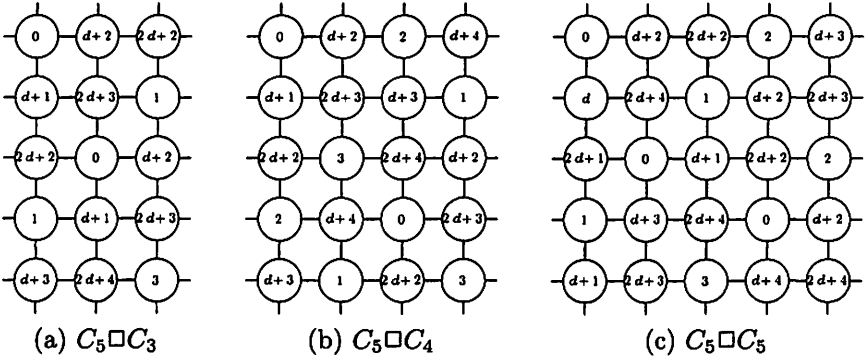 0 d+2 2d+2 0 d+2 2 d+4 0 d+2 2d+2 2 d+3
d+1 2d+3 1 d+1 2d+3 d+3 1 d 2d+4 1 d+2 2d+3
2d+2 0 d+2 2d+2 3 2d+4 d+2 2d+1 0 d+1 2d+2 2
1 d+1 2d+3 2 d+4 0 2d+3 1 d+3 2d+4 0 d+2
d+3 2d+4 3 d+3 1 2d+2 3 d+1 2d+3 3 d+4 2d+4
(a) C₅□C₃ (b) C₅□C₄ (c) C₅□C₅